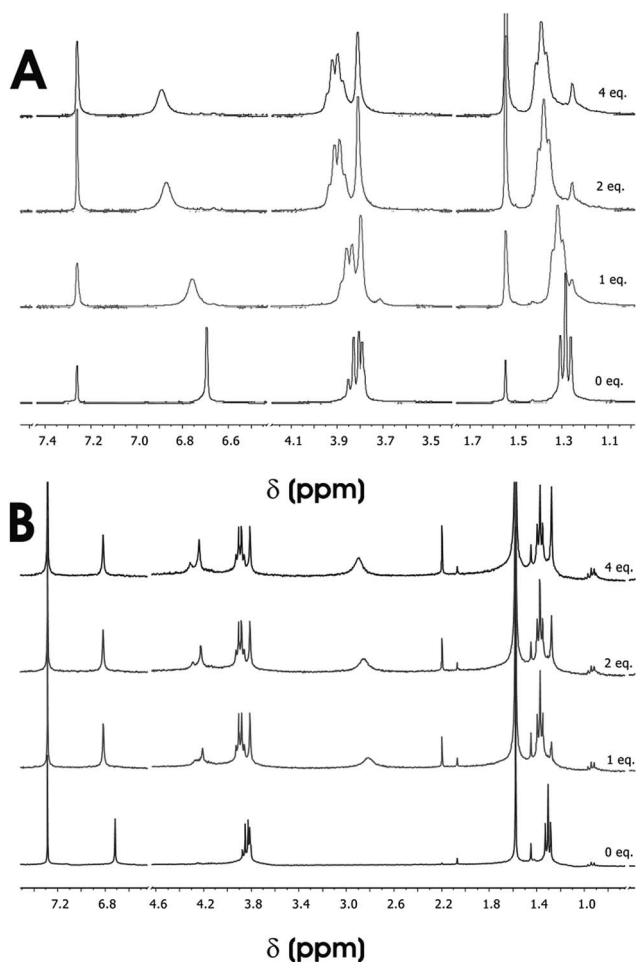 A
4 eq.
2 eq.
1 eq.
0 eq.
7.4 7.2 7.0 6.8 6.6 4.1 3.9 3.7 3.5 1.7 1.5 1.3 1.1
δ (ppm)
B
4 eq.
2 eq.
1 eq.
0 eq.
7.2 6.8 4.6 4.2 3.8 3.4 3.0 2.6 2.2 1.8 1.4 1.0
δ (ppm)